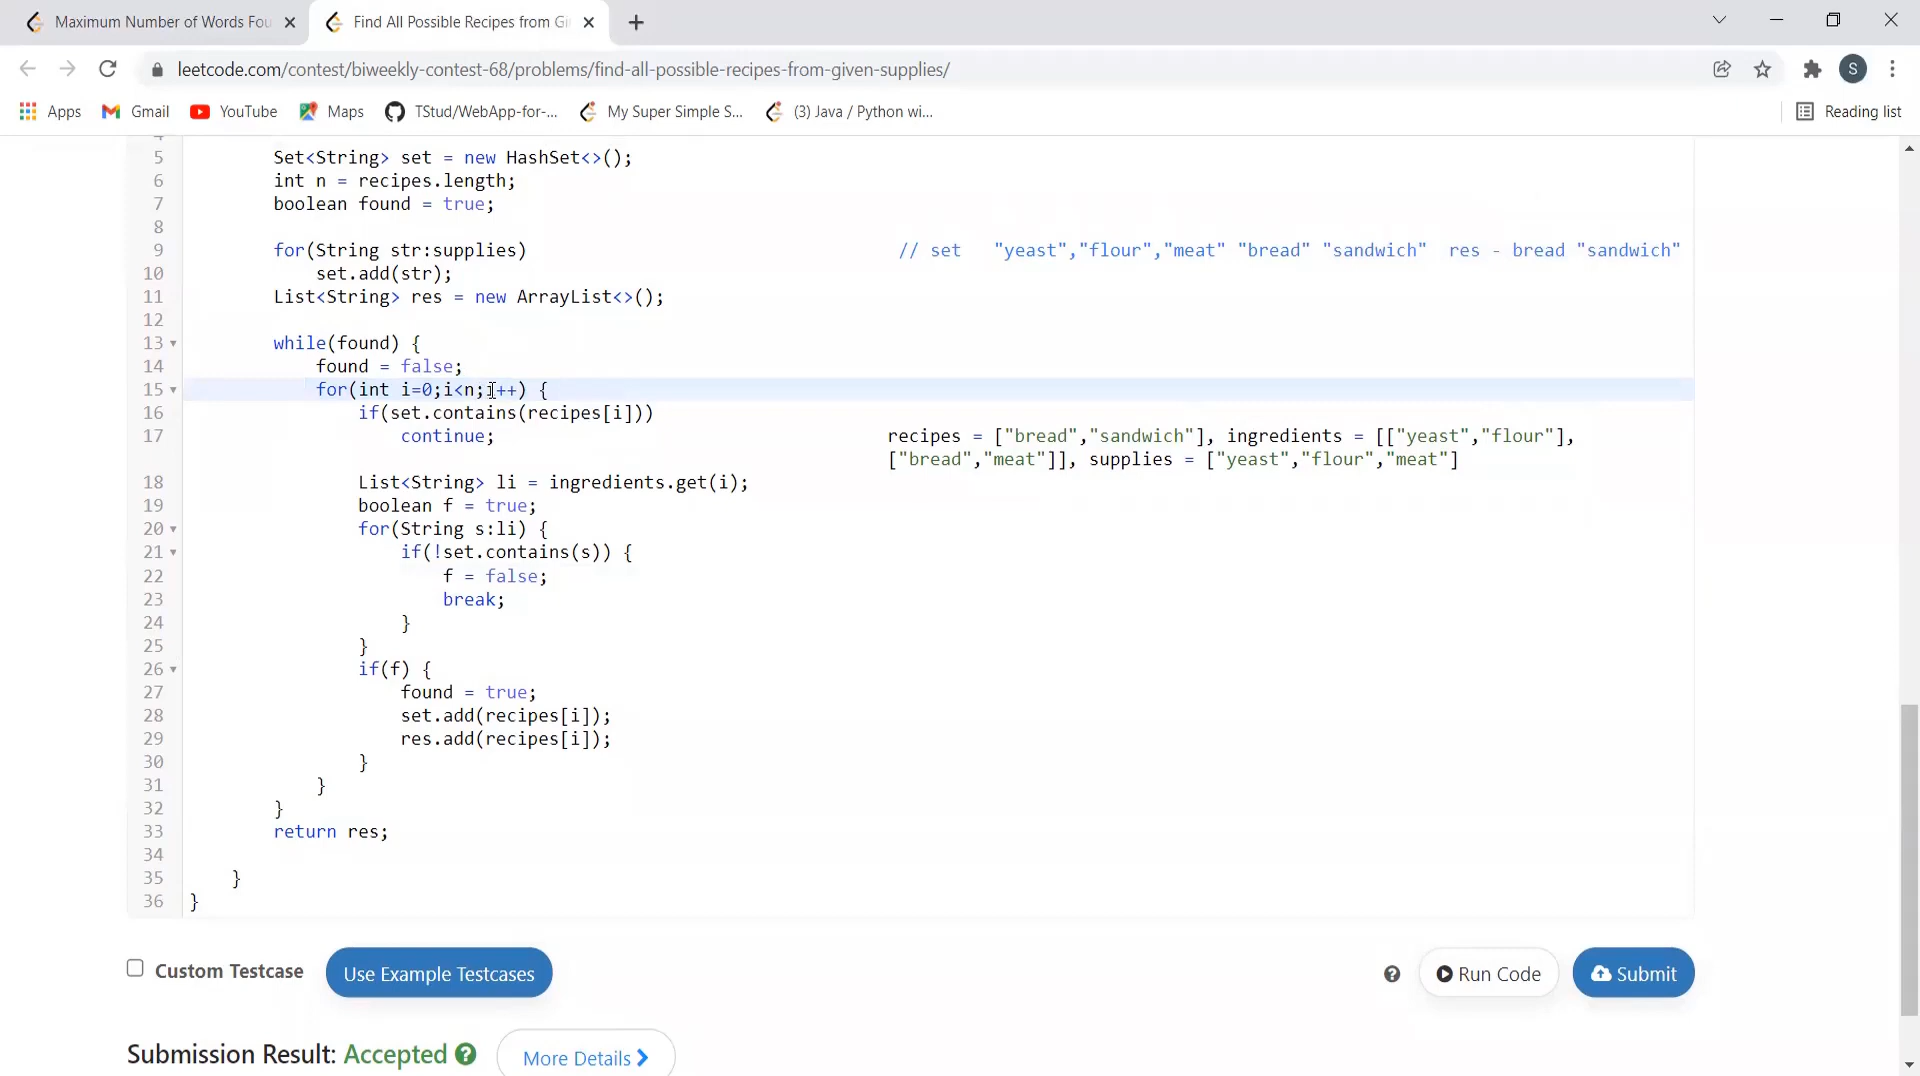 Maximum Number of Words Fou
Find All Possible Recipes from Gi
leetcode.com/contest/biweekly-contest-68/problems/find-all-possible-recipes-from-given-supplies/
S
Apps Gmail YouTube Maps TStud/WebApp-for-... My Super Simple S... (3) Java / Python wi... Reading list
5 Set<String> set = new HashSet<>();
6 int n = recipes.length;
7 boolean found = true;
8
9 for(String str:supplies) // set "yeast","flour","meat" "bread" "sandwich" res - bread "sandwich"
10 set.add(str);
11 List<String> res = new ArrayList<>();
12
13 while(found) {
14 found = false;
15 for(int i=0;i<n;i++) {
16 if(set.contains(recipes[i]))
17 continue; recipes = ["bread","sandwich"], ingredients = [["yeast","flour"],
["bread","meat"]], supplies = ["yeast","flour","meat"]
18 List<String> li = ingredients.get(i);
19 boolean f = true;
20 for(String s:li) {
21 if(!set.contains(s)) {
22 f = false;
23 break;
24 }
25 }
26 if(f) {
27 found = true;
28 set.add(recipes[i]);
29 res.add(recipes[i]);
30 }
31 }
32 }
33 return res;
34
35 }
36 }
Custom Testcase Use Example Testcases Run Code Submit
Submission Result: Accepted More Details